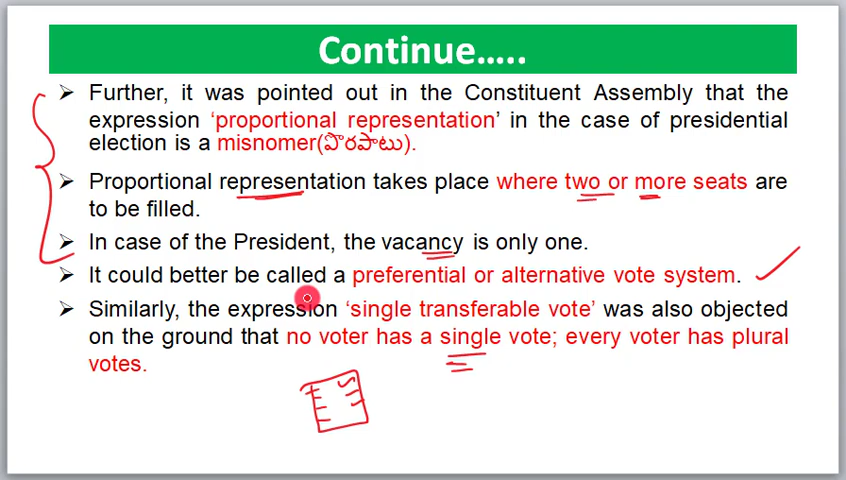 Continue.....
➢ Further, it was pointed out in the Constituent Assembly that the
expression ‘proportional representation’ in the case of presidential
election is a misnomer(పొరపాటు).
➢ Proportional representation takes place where two or more seats are
to be filled.
➢ In case of the President, the vacancy is only one.
➢ It could better be called a preferential or alternative vote system.
➢ Similarly, the expression ‘single transferable vote’ was also objected
on the ground that no voter has a single vote; every voter has plural
votes.